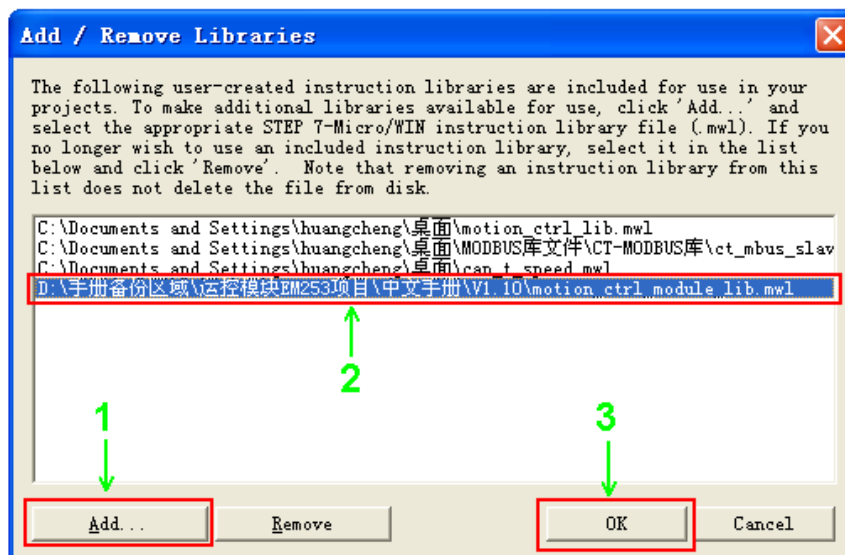 Add / Remove Libraries
The following user-created instruction libraries are included for use in your
projects. To make additional libraries available for use, click 'Add...' and
select the appropriate STEP 7-Micro/WIN instruction library file (.mwl). If you
no longer wish to use an included instruction library, select it in the list
below and click 'Remove'. Note that removing an instruction library from this
list does not delete the file from disk.
C:\Documents and Settings\huangcheng\桌面\motion_ctrl_lib.mwl
C:\Documents and Settings\huangcheng\桌面\MODBUS库文件\CT-MODBUS库\ct_mbus_slav
C:\Documents and Settings\huangcheng\桌面\can_t_speed.mwl
D:\手册备份区域\运控模块EM253项目\中文手册\V1.10\motion_ctrl_module_lib.mwl
2
1
3
Add...
Remove
OK
Cancel